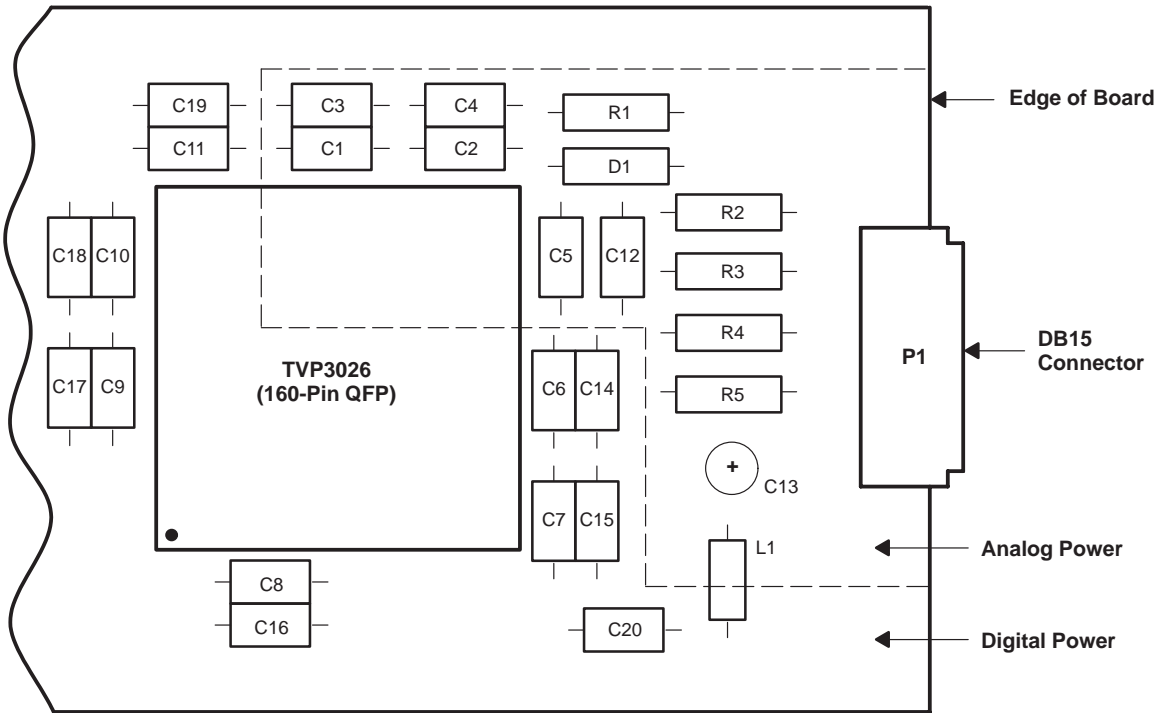 C19
C3
C4
R1
Edge of Board
C11
C1
C2
D1
R2
C18
C10
C5
C12
R3
R4
DB15
Connector
P1
TVP3026
(160-Pin QFP)
C17
C9
C6
C14
R5
+
C13
C7
C15
L1
Analog Power
C8
C16
C20
Digital Power